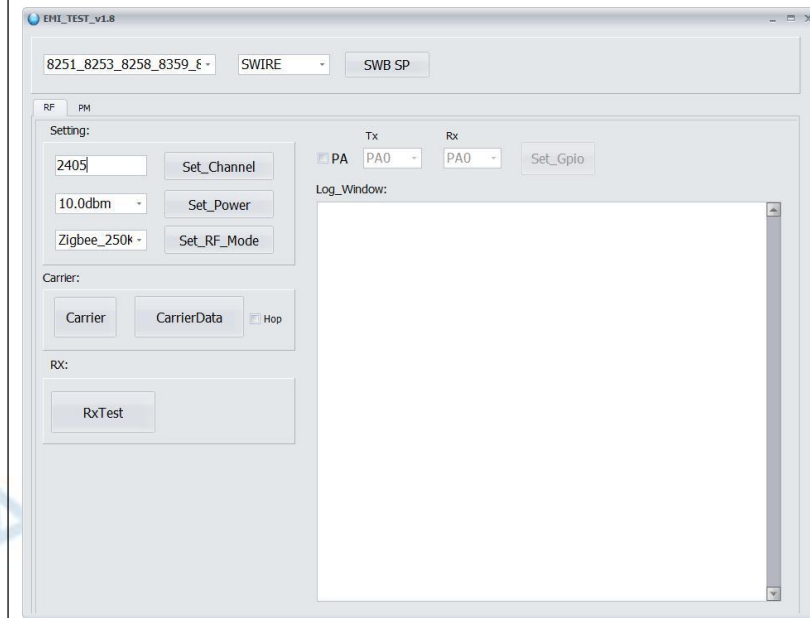 EMI_TEST_v1.8
8251_8253_8258_8359_8 SWIRE SWB SP
RF PM
Setting:
2405 Set_Channel
10.0dbm Set_Power
Zigbee_250K Set_RF_Mode
Carrier:
Carrier CarrierData Hop
RX:
RxTest
Tx Rx
PA PA0 PA0 Set_Gpio
Log_Window: